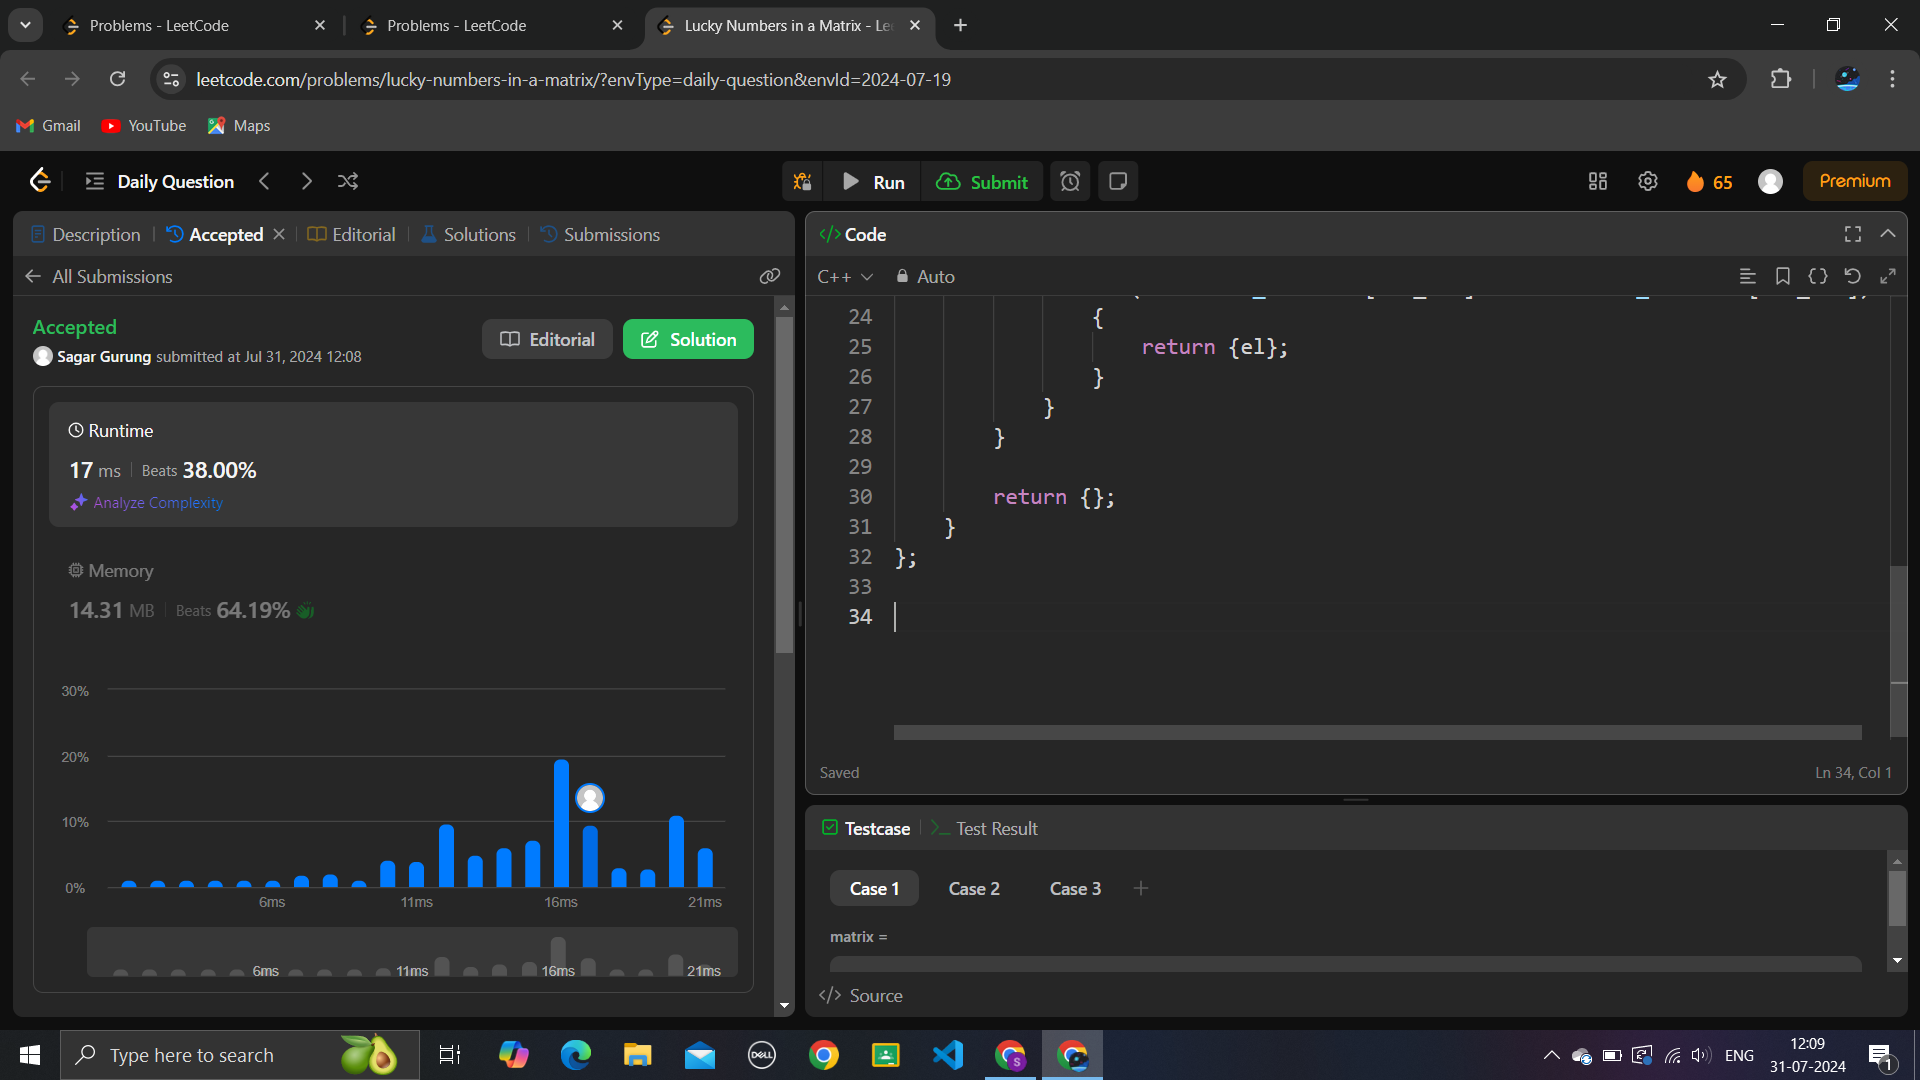 Problems - LeetCode
Problems - LeetCode
Lucky Numbers in a Matrix - Le
leetcode.com/problems/lucky-numbers-in-a-matrix/?envType=daily-question&envId=2024-07-19
Gmail YouTube Maps
Daily Question
Run Submit
65
Premium
Description Accepted Editorial Solutions Submissions
All Submissions
Accepted
Sagar Gurung submitted at Jul 31, 2024 12:08
Editorial
Solution
Runtime
17 ms Beats 38.00%
Analyze Complexity
Memory
14.31 MB Beats 64.19%
30%
20%
10%
0%
6ms 11ms 16ms 21ms
6ms 11ms 16ms 21ms
</> Code
C++ Auto
24 {
25 return {el};
26 }
27 }
28 }
29
30 return {};
31 }
32 };
33
34
Saved
Ln 34, Col 1
Testcase Test Result
Case 1 Case 2 Case 3 +
matrix =
</> Source
Type here to search
DELL
S
ENG
12:09
31-07-2024
1